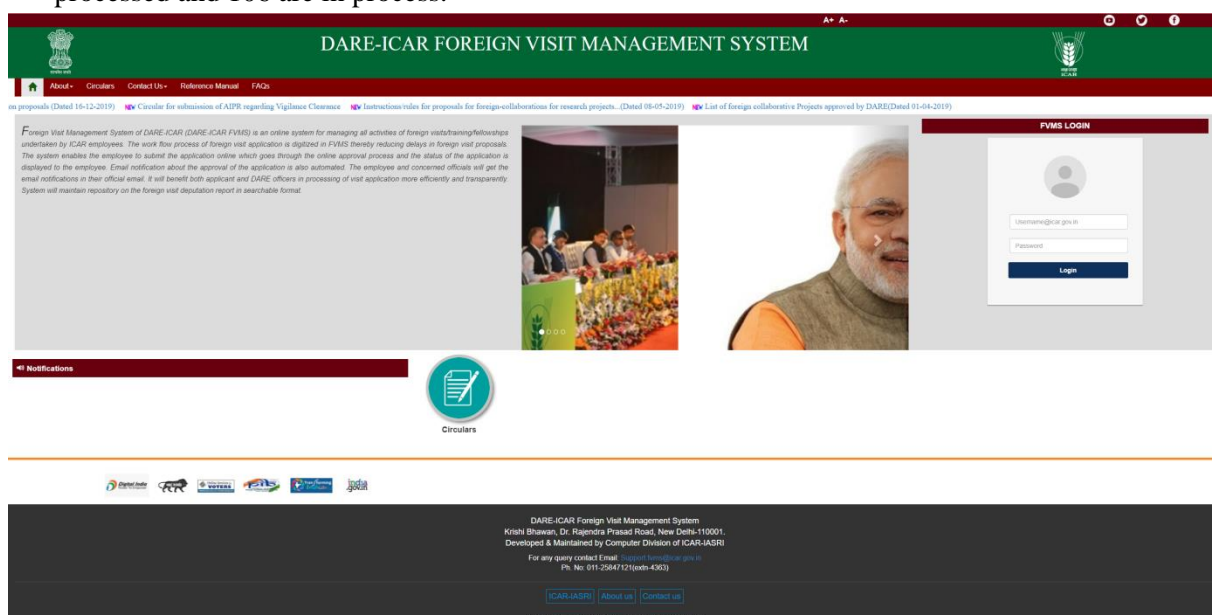 processed and 106 are in process.
A+ A-
DARE-ICAR FOREIGN VISIT MANAGEMENT SYSTEM
About Circulars Contact Us Reference Manual FAQs
on proposals (Dated 16-12-2019) NEW Circular for submission of AIPR regarding Vigilance Clearance NEW Instructions/rules for proposals for foreign-collaborations for research projects...(Dated 08-05-2019) NEW List of foreign collaborative Projects approved by DARE(Dated 01-04-2019)
FVMS LOGIN
Foreign Visit Management System of DARE-ICAR (DARE-ICAR FVMS) is an online system for managing all activities of foreign visits/training/fellowships
undertaken by ICAR employees. The work flow process of foreign visit application is digitized in FVMS thereby reducing delays in foreign visit proposals.
The system enables the employee to submit the application online which goes through the online approval process and the status of the application is
displayed to the employee. Email notification about the approval of the application is also automated. The employee and concerned officials will get the
email notifications in their official email. It will benefit both applicant and DARE officers in processing of visit application more efficiently and transparently.
System will maintain repository on the foreign visit deputation report in searchable format.
Username@icar.gov.in
Password
Login
Notifications
Circulars
Digital India
VOTERS
india
.gov.in
DARE-ICAR Foreign Visit Management System
Krishi Bhawan, Dr. Rajendra Prasad Road, New Delhi-110001.
Developed & Maintained by Computer Division of ICAR-IASRI
For any query contact Email: Support.fvms@icar.gov.in
Ph. No: 011-25847121(extn-4363)
ICAR-IASRI About us Contact us